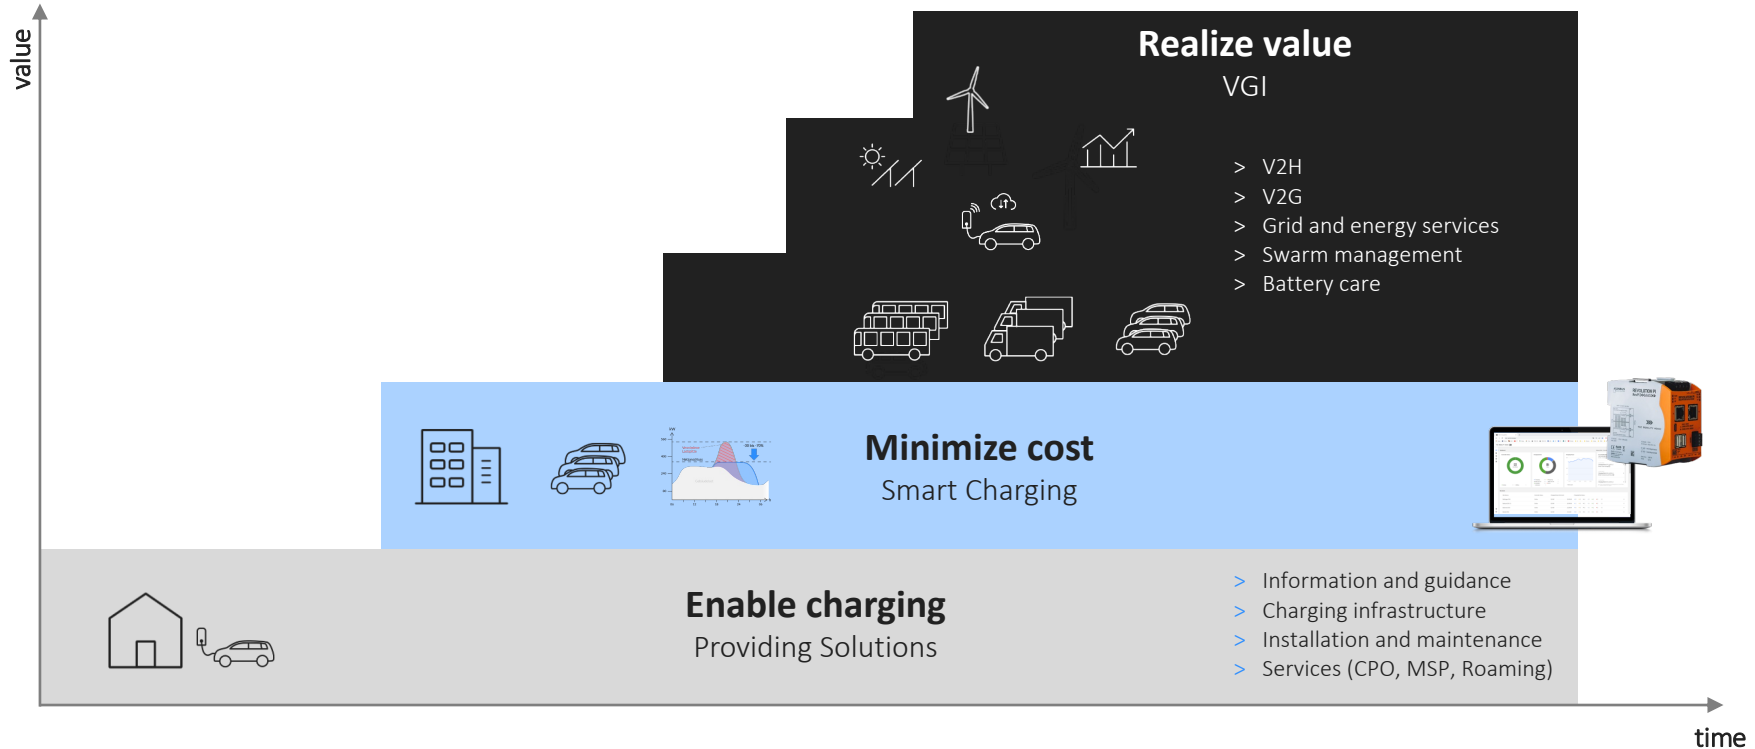 value
Realize value
VGI
> V2H
> V2G
> Grid and energy services
> Swarm management
> Battery care
Minimize cost
Smart Charging
Enable charging
Providing Solutions
> Information and guidance
> Charging infrastructure
> Installation and maintenance
> Services (CPO, MSP, Roaming)
time